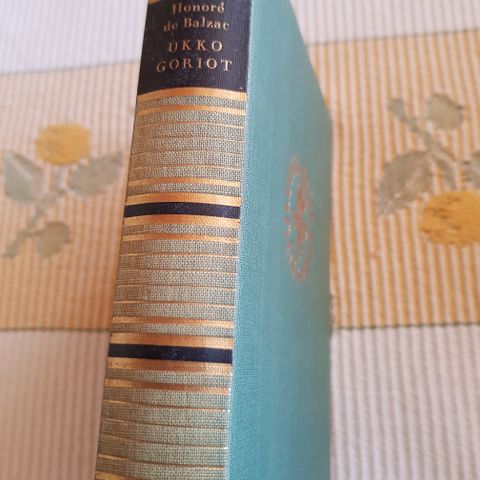 Honoré
de Balzac
UKKO
GORIOT